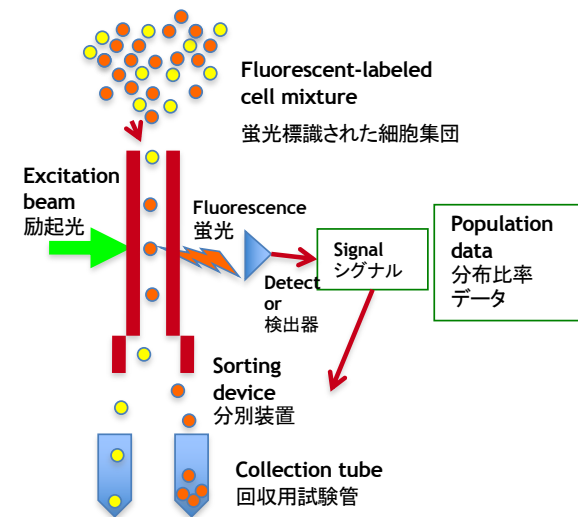 Fluorescent-labeled
cell mixture
蛍光標識された細胞集団
Excitation
beam
励起光
Fluorescence
蛍光
Detect
or
検出器
Signal
シグナル
Population
data
分布比率
データ
Sorting
device
分別装置
Collection tube
回収用試験管